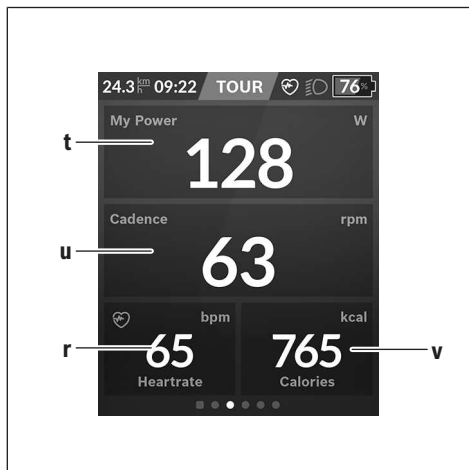 24.3 km/h 09:22 TOUR 76%
My Power W
t
128
Cadence rpm
u
63
bpm kcal
r 65 765 v
Heartrate Calories